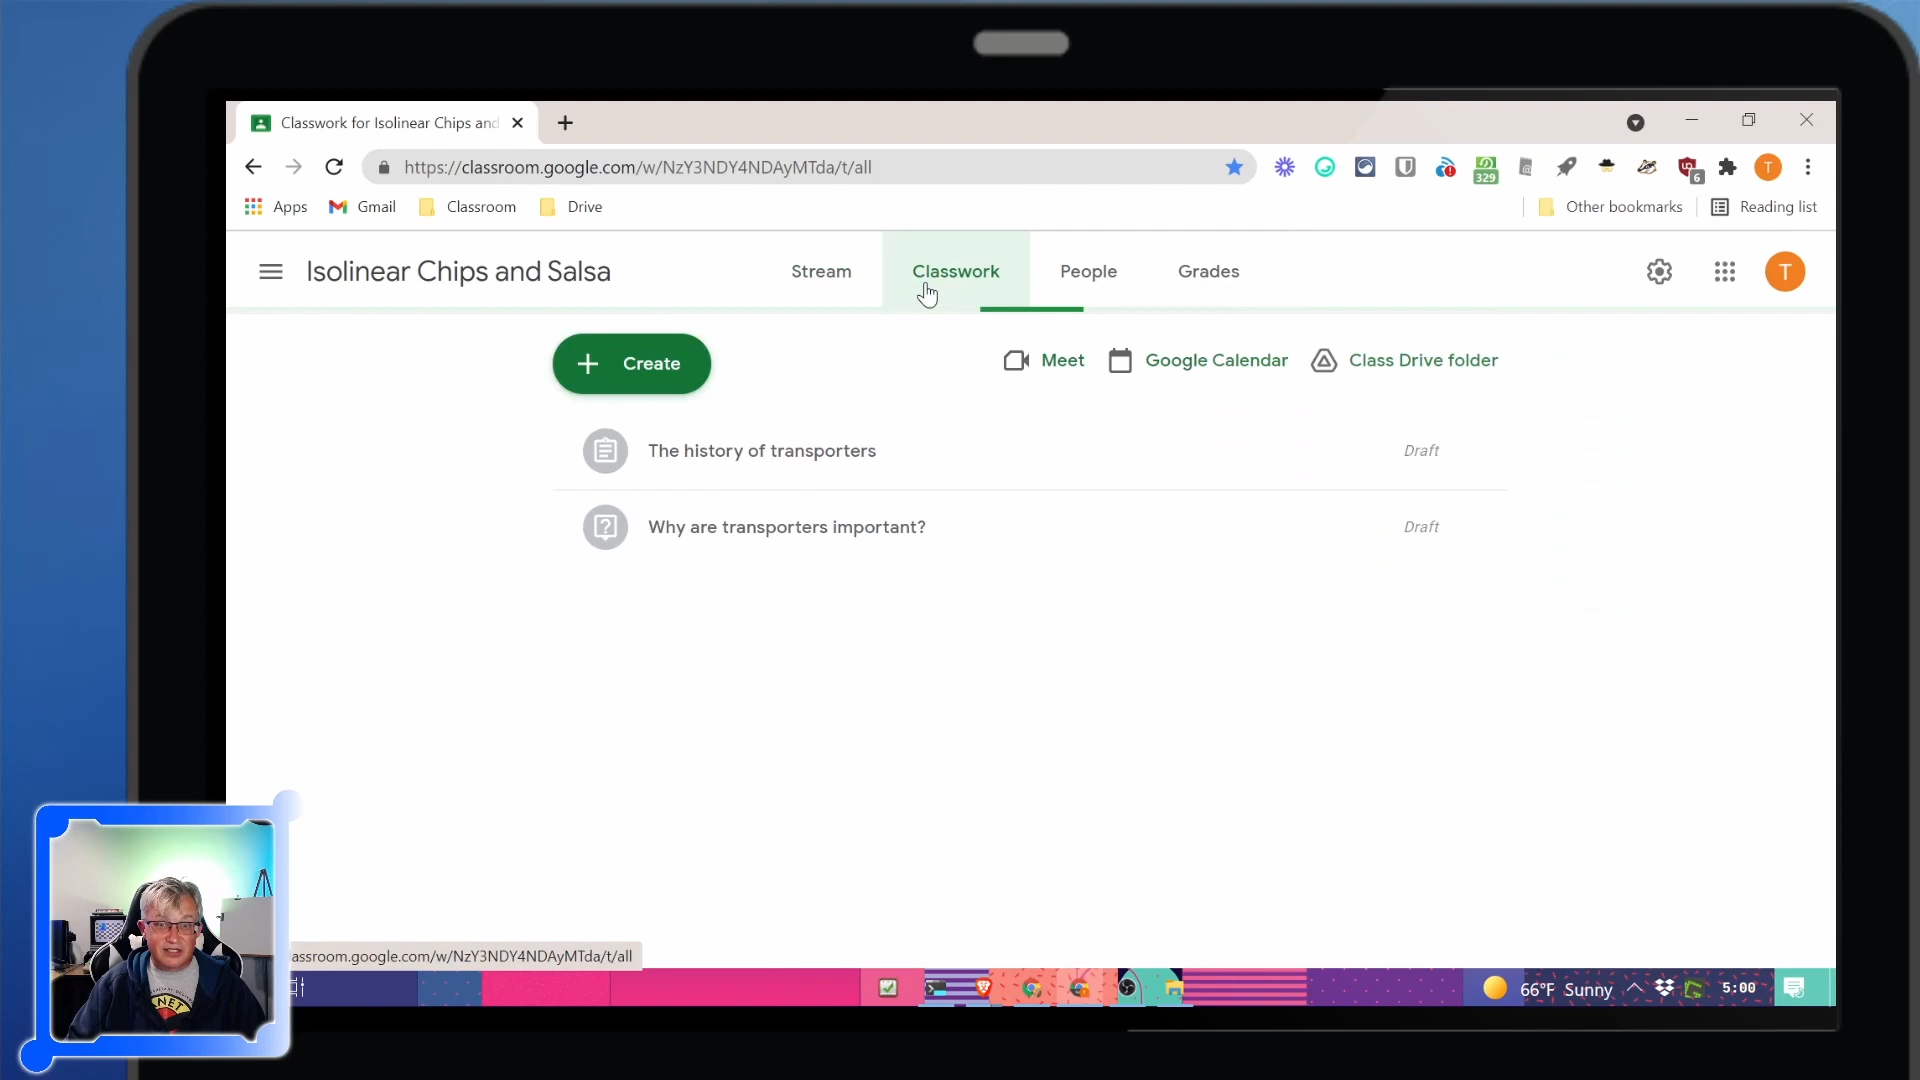 Classwork for Isolinear Chips and
https://classroom.google.com/w/NzY3NDY4NDAyMTda/t/all
329
6
T
Apps
Gmail
Classroom
Drive
Other bookmarks
Reading list
Isolinear Chips and Salsa
Stream
Classwork
People
Grades
T
Create
Meet
Google Calendar
Class Drive folder
The history of transporters
Draft
Why are transporters important?
Draft
assroom.google.com/w/NzY3NDY4NDAyMTda/t/all
66°F Sunny
5:00